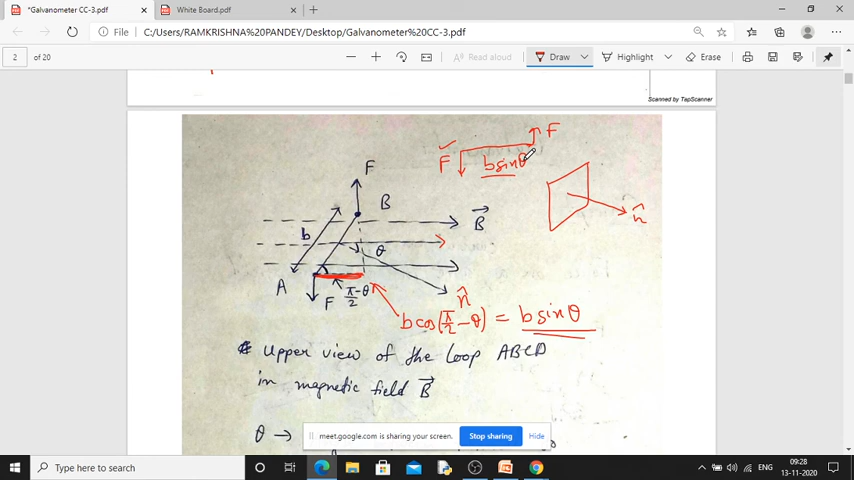 *Galvanometer CC-3.pdf
White Board.pdf
C:/Users/RAMKRISHNA%20PANDEY/Desktop/Galvanometer%20CC-3.pdf
2 of 20
Read aloud
Draw
Highlight
Erase
Scanned by TapScanner
F
F
b sinθ
F
B
n̂
B⃗
b
θ
A
F
π/2-θ
n̂
b cos(π/2-θ) = b sinθ
Upper view of the loop ABCD
in magnetic field B⃗
θ →
meet.google.com is sharing your screen.
Stop sharing
Hide
Type here to search
ENG
09:28
13-11-2020